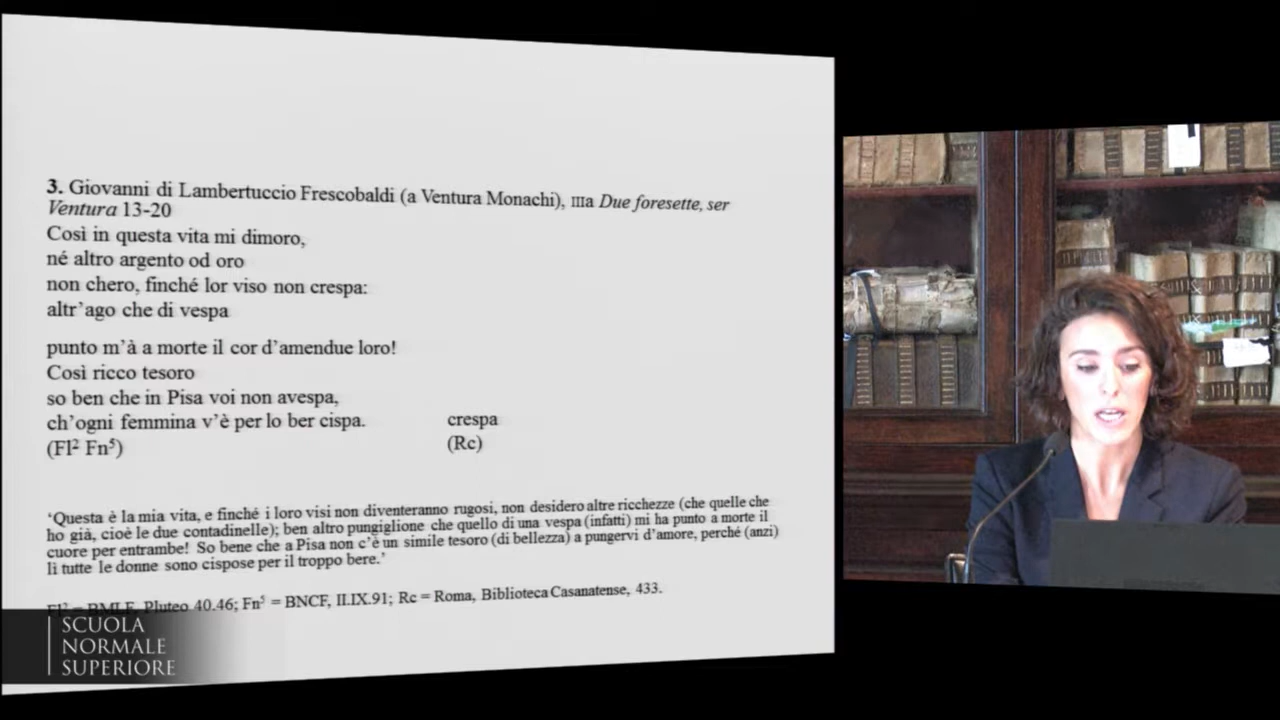 3. Giovanni di Lambertuccio Frescobaldi (a Ventura Monachi), IIIa Due foresette, ser
Ventura 13-20
Così in questa vita mi dimoro,
né altro argento od oro
non chero, finché lor viso non crespa:
altr'ago che di vespa
punto m'à a morte il cor d'amendue loro!
Così ricco tesoro
so ben che in Pisa voi non avespa,
ch'ogni femmina v'è per lo ber cispa. crespa
(Fl² Fn⁵) (Rc)
'Questa è la mia vita, e finché i loro visi non diventeranno rugosi, non desidero altre ricchezze (che quelle che
ho già, cioè le due contadinelle); ben altro pungiglione che quello di una vespa (infatti) mi ha punto a morte il
cuore per entrambe! So bene che a Pisa non c'è un simile tesoro (di bellezza) a pungervi d'amore, perché (anzi)
lì tutte le donne sono cispose per il troppo bere.'
Fl² = BMLF, Pluteo 40.46; Fn⁵ = BNCF, II.IX.91; Rc = Roma, Biblioteca Casanatense, 433.
SCUOLA
NORMALE
SUPERIORE